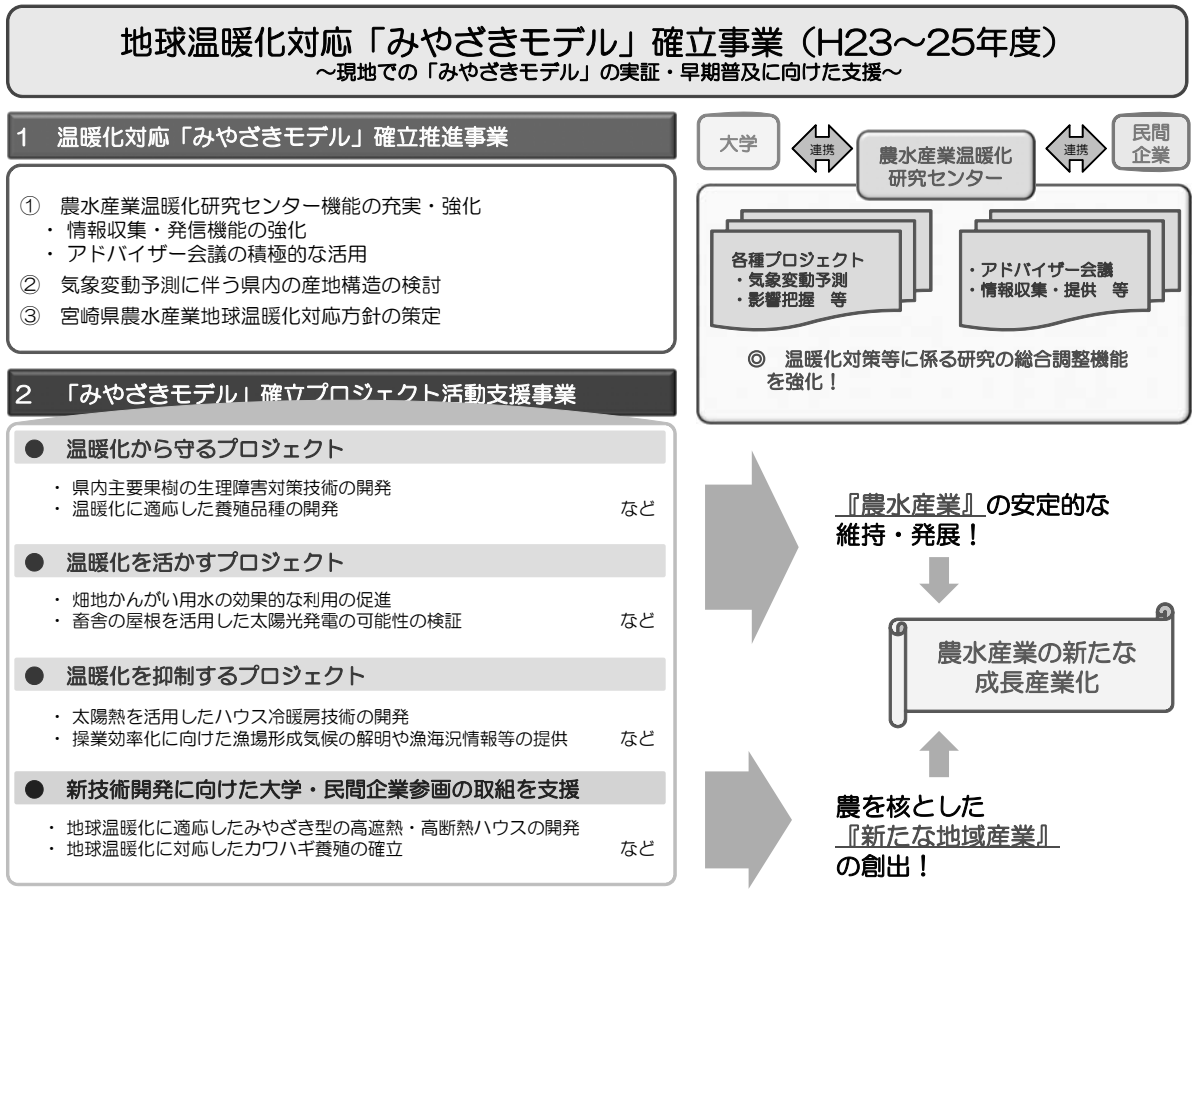 地球温暖化対応「みやざきモデル」確立事業（H23～25年度）
～現地での「みやざきモデル」の実証・早期普及に向けた支援～
1　温暖化対応「みやざきモデル」確立推進事業
①　農水産業温暖化研究センター機能の充実・強化
・ 情報収集・発信機能の強化
・ アドバイザー会議の積極的な活用
②　気象変動予測に伴う県内の産地構造の検討
③　宮崎県農水産業地球温暖化対応方針の策定
大学
連携
農水産業温暖化
研究センター
連携
民間
企業
各種プロジェクト
・気象変動予測
・影響把握　等
・アドバイザー会議
・情報収集・提供　等
◎　温暖化対策等に係る研究の総合調整機能
を強化！
2　「みやざきモデル」確立プロジェクト活動支援事業
●　温暖化から守るプロジェクト
・ 県内主要果樹の生理障害対策技術の開発
・ 温暖化に適応した養殖品種の開発　など
●　温暖化を活かすプロジェクト
・ 畑地かんがい用水の効果的な利用の促進
・ 畜舎の屋根を活用した太陽光発電の可能性の検証　など
●　温暖化を抑制するプロジェクト
・ 太陽熱を活用したハウス冷暖房技術の開発
・ 操業効率化に向けた漁場形成気候の解明や漁海況情報等の提供　など
●　新技術開発に向けた大学・民間企業参画の取組を支援
・ 地球温暖化に適応したみやざき型の高遮熱・高断熱ハウスの開発
・ 地球温暖化に対応したカワハギ養殖の確立　など
『農水産業』の安定的な
維持・発展！
農水産業の新たな
成長産業化
農を核とした
『新たな地域産業』
の創出！